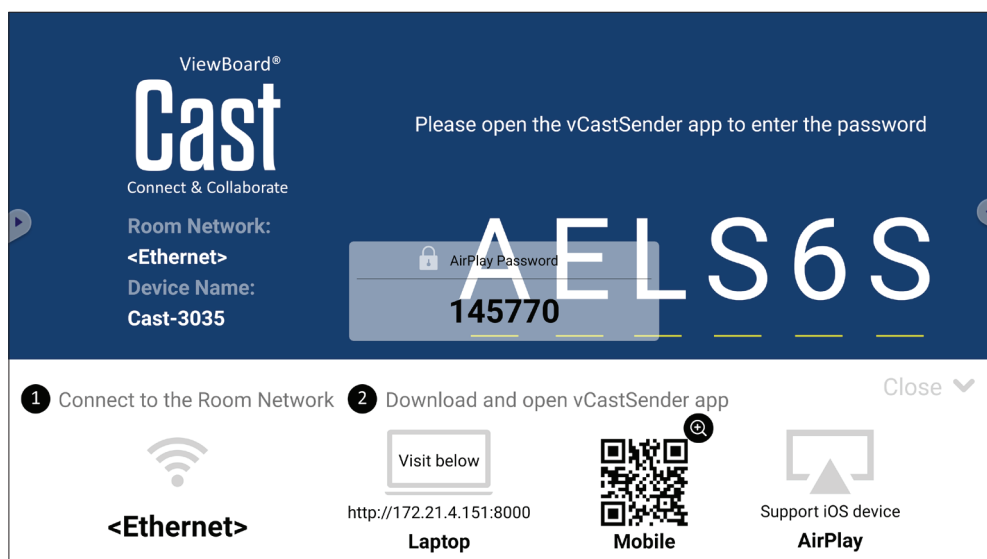 ViewBoard®
Cast
Connect & Collaborate
Please open the vCastSender app to enter the password
Room Network:
<Ethernet>
Device Name:
Cast-3035
AELS6S
AirPlay Password
145770
Close
1 Connect to the Room Network
2 Download and open vCastSender app
<Ethernet>
Visit below
http://172.21.4.151:8000
Laptop
Mobile
Support iOS device
AirPlay